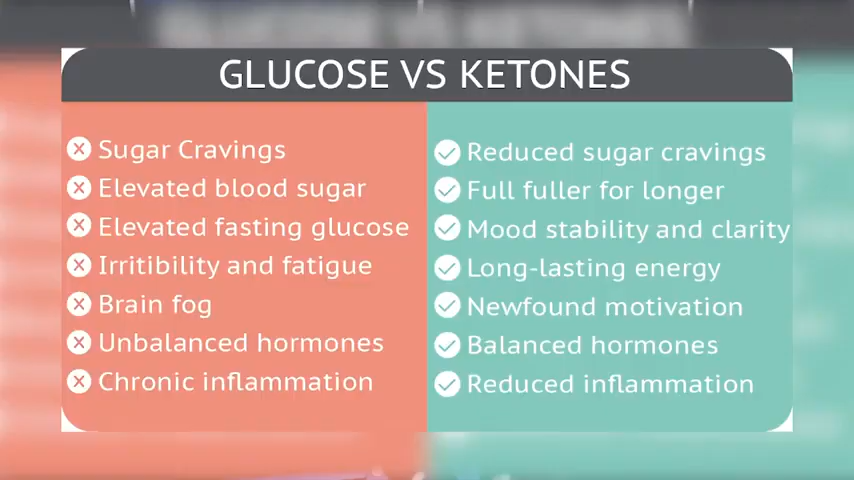 GLUCOSE VS KETONES
Sugar Cravings
Elevated blood sugar
Elevated fasting glucose
Irritibility and fatigue
Brain fog
Unbalanced hormones
Chronic inflammation
Reduced sugar cravings
Full fuller for longer
Mood stability and clarity
Long-lasting energy
Newfound motivation
Balanced hormones
Reduced inflammation